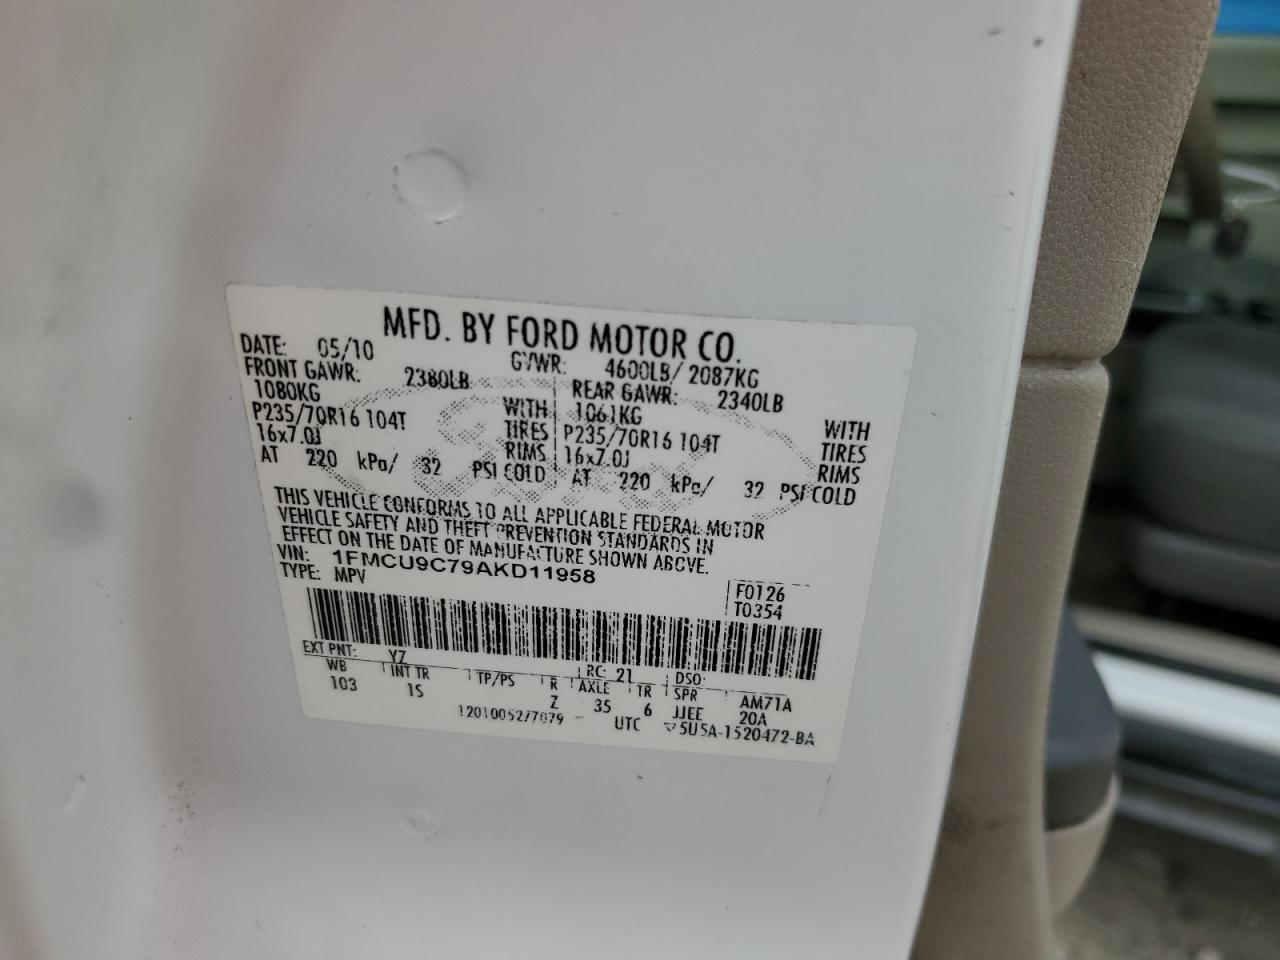 MFD. BY FORD MOTOR CO.
DATE: 05/10 GVWR: 4600LB/ 2087KG
FRONT GAWR: 2380LB REAR GAWR: 2340LB
1080KG WITH 1061KG WITH
P235/70R16 104T TIRES P235/70R16 104T TIRES
16x7.0J RIMS 16x7.0J RIMS
AT 220 kPa/ 32 PSI COLD AT 220 kPa/ 32 PSI COLD
THIS VEHICLE CONFORMS TO ALL APPLICABLE FEDERAL MOTOR
VEHICLE SAFETY AND THEFT PREVENTION STANDARDS IN
EFFECT ON THE DATE OF MANUFACTURE SHOWN ABOVE.
VIN: 1FMCU9C79AKD11958
TYPE: MPV
F0126
T0354
EXT PNT: YZ RC: 21 DSO:
WB INT TR TP/PS R AXLE TR SPR AM71A
103 1S Z 35 6 JJEE 20A
UTC 5U5A-1520472-BA